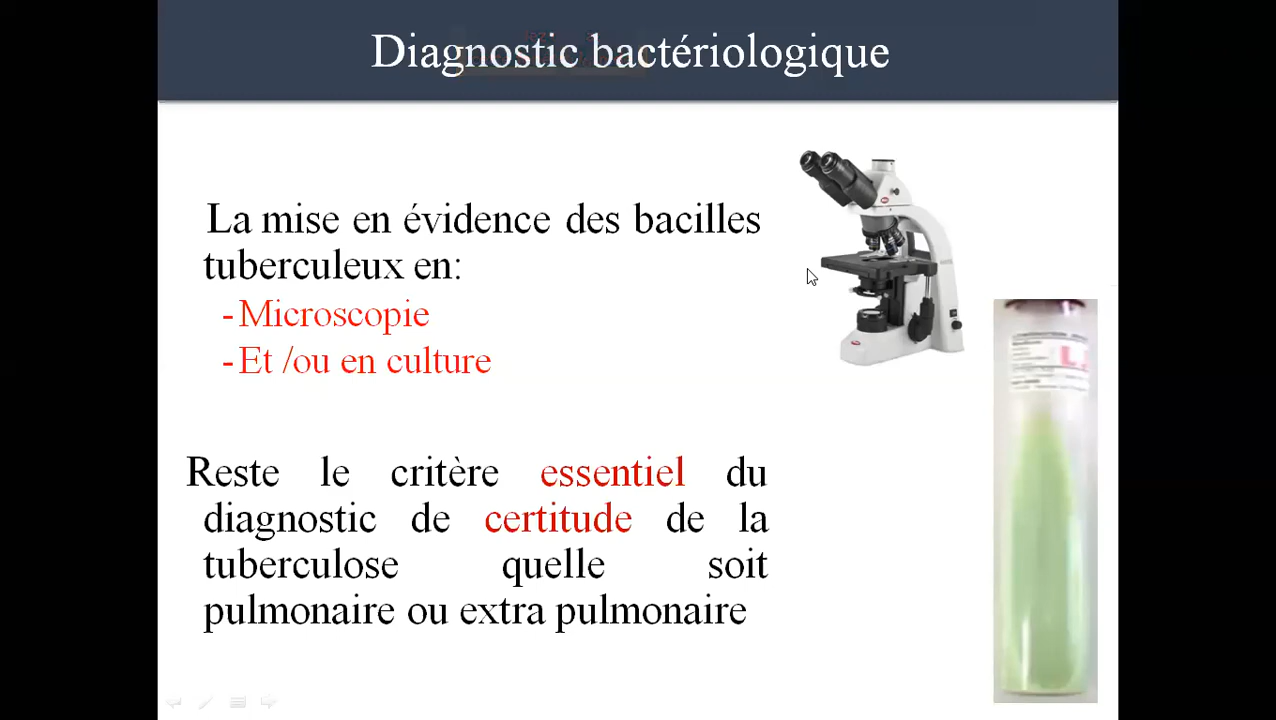 Diagnostic bactériologique
La mise en évidence des bacilles
tuberculeux en:
-Microscopie
-Et /ou en culture
Reste le critère essentiel du
diagnostic de certitude de la
tuberculose quelle soit
pulmonaire ou extra pulmonaire